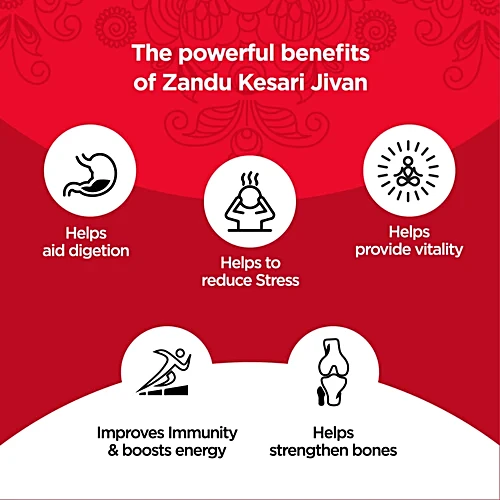 The powerful benefits
of Zandu Kesari Jivan
Helps
aid digetion
Helps to
reduce Stress
Helps
provide vitality
Improves Immunity
& boosts energy
Helps
strengthen bones